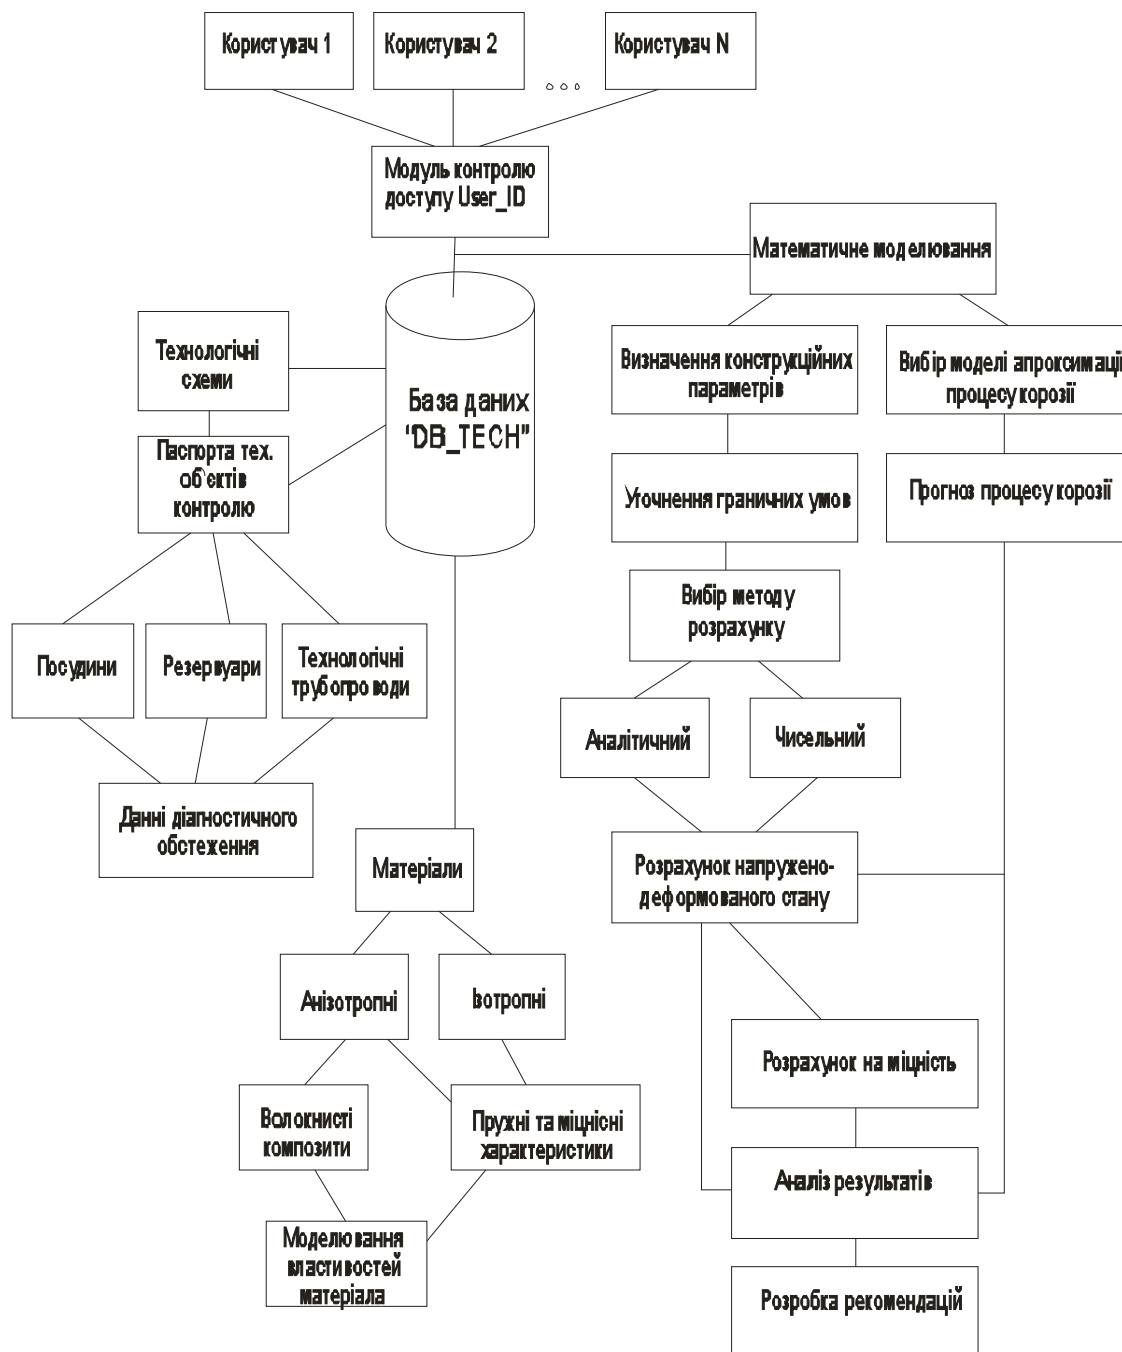 Користувач 1
Користувач 2
Користувач N
Модуль контролю
доступу User_ID
Математичне моделювання
Технологічні
схеми
База даних
“DB_TECH”
Визначення конструкційних
параметрів
Вибір моделі апроксимації
процесу корозії
Паспорта тех.
об'єктів
контролю
Уточнення граничних умов
Прогноз процесу корозії
Вибір методу
розрахунку
Посудини
Резервуари
Технологічні
трубопроводи
Аналітичний
Чисельний
Данні діагностичного
обстеження
Матеріали
Розрахунок напружено-
деформованого стану
Анізотропні
Ізотропні
Розрахунок на міцність
Волокнисті
композити
Пружні та міцнісні
характеристики
Аналіз результатів
Моделювання
властивостей
матеріала
Розробка рекомендацій